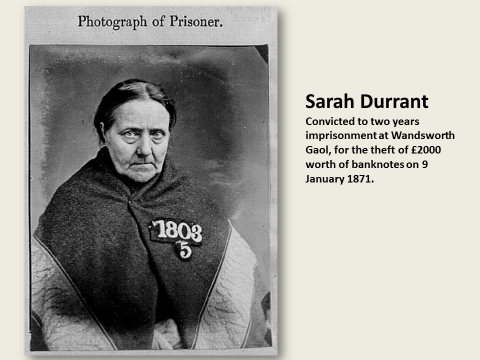 Photograph of Prisoner.
1803
5
Sarah Durrant
Convicted to two years
imprisonment at Wandsworth
Gaol, for the theft of £2000
worth of banknotes on 9
January 1871.